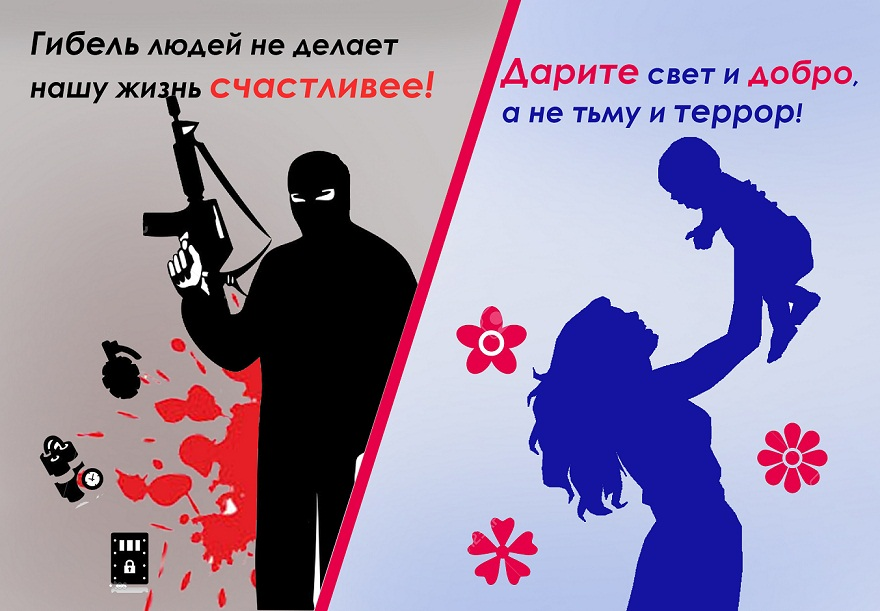 Гибель людей не делает
нашу жизнь счастливее!
Дарите свет и добро,
а не тьму и террор!